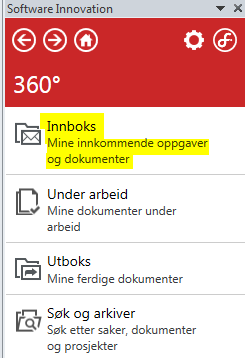 Software Innovation
360°
Innboks
Mine innkommende oppgaver
og dokumenter
Under arbeid
Mine dokumenter under
arbeid
Utboks
Mine ferdige dokumenter
Søk og arkiver
Søk etter saker, dokumenter
og prosjekter